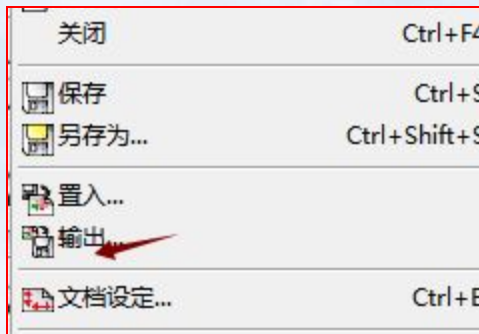 关闭 Ctrl+F4
保存 Ctrl+S
另存为... Ctrl+Shift+S
置入...
输出...
文档设定... Ctrl+E